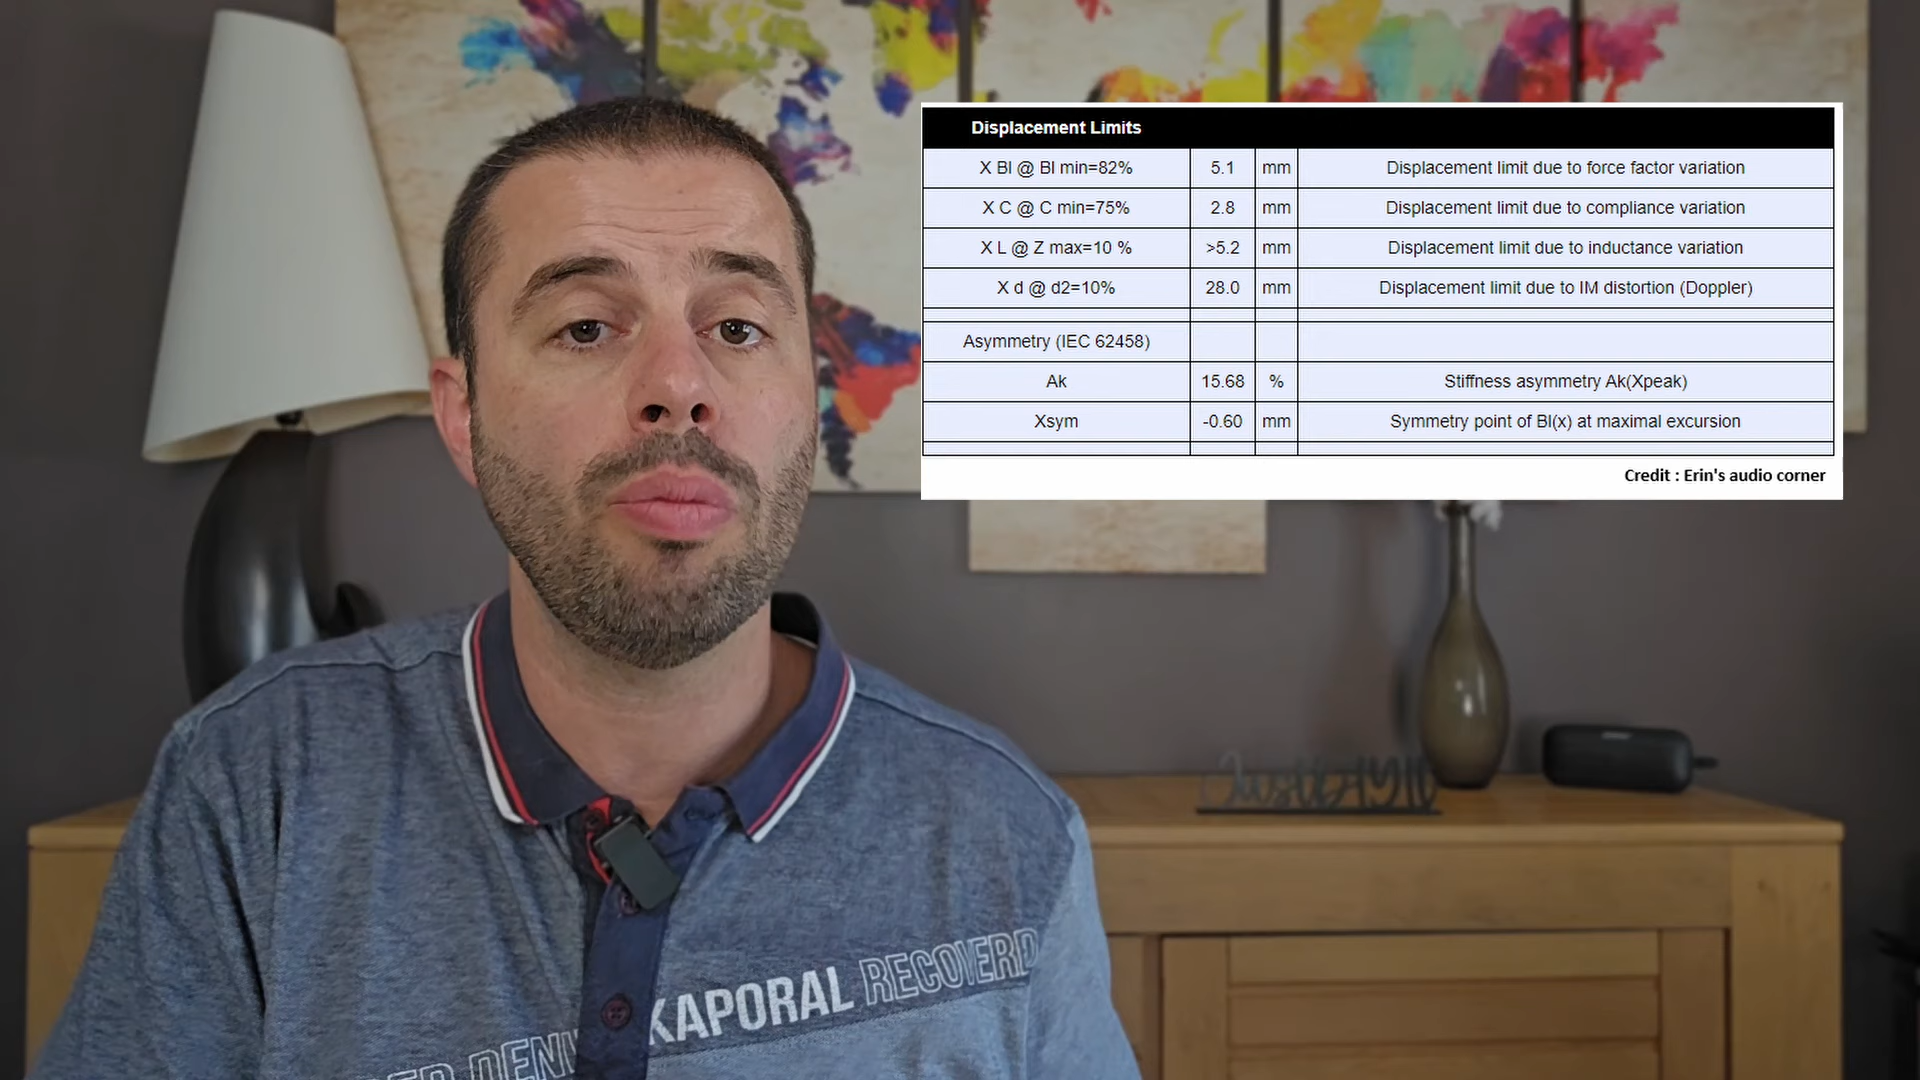 Displacement Limits
X Bl @ Bl min=82% 5.1 mm Displacement limit due to force factor variation
X C @ C min=75% 2.8 mm Displacement limit due to compliance variation
X L @ Z max=10 % >5.2 mm Displacement limit due to inductance variation
X d @ d2=10% 28.0 mm Displacement limit due to IM distortion (Doppler)
Asymmetry (IEC 62458)
Ak 15.68 % Stiffness asymmetry Ak(Xpeak)
Xsym -0.60 mm Symmetry point of Bl(x) at maximal excursion
Credit : Erin's audio corner
KAPORAL RECOVERD